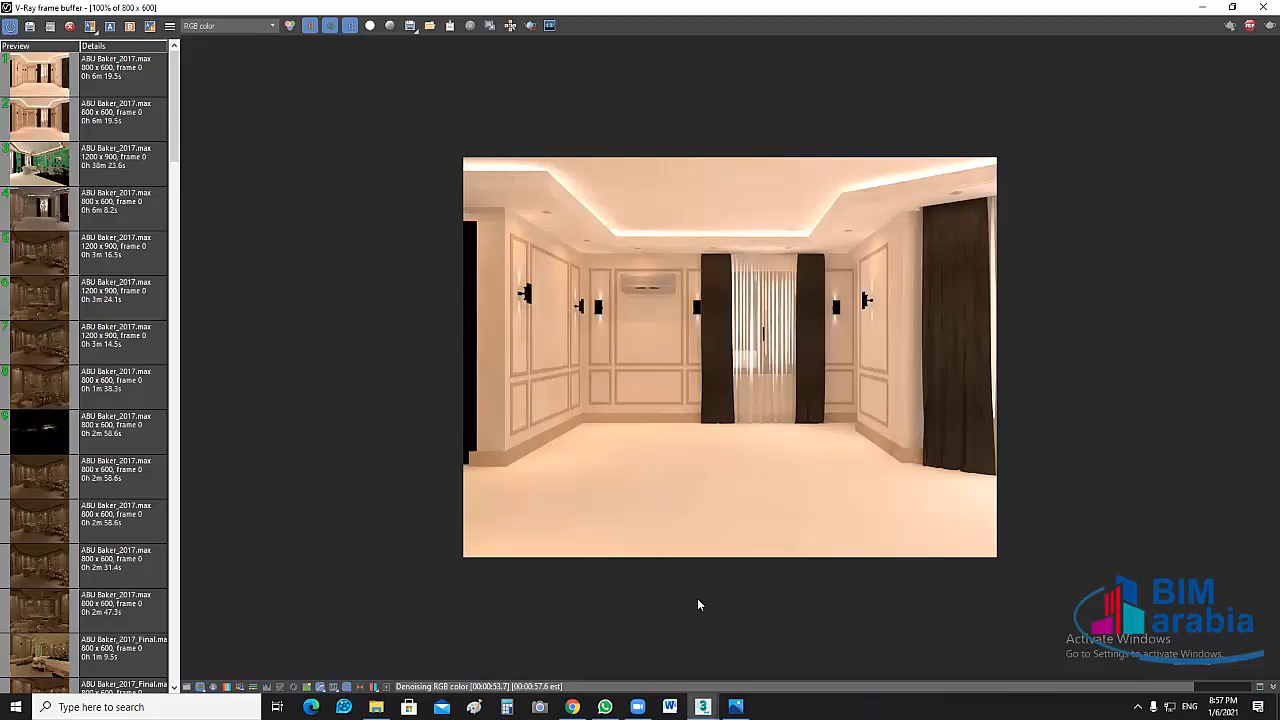 V-Ray frame buffer - [100% of 800 x 600]
RGB color
Preview
Details
1
ABU Baker_2017.max
800 x 600, frame 0
0h 6m 19.5s
2
ABU Baker_2017.max
800 x 600, frame 0
0h 6m 19.5s
3
ABU Baker_2017.max
1200 x 900, frame 0
0h 38m 23.6s
4
ABU Baker_2017.max
800 x 600, frame 0
0h 6m 8.2s
5
ABU Baker_2017.max
1200 x 900, frame 0
0h 3m 16.5s
6
ABU Baker_2017.max
1200 x 900, frame 0
0h 3m 24.1s
7
ABU Baker_2017.max
1200 x 900, frame 0
0h 3m 14.5s
8
ABU Baker_2017.max
800 x 600, frame 0
0h 1m 38.3s
9
ABU Baker_2017.max
800 x 600, frame 0
0h 2m 58.6s
ABU Baker_2017.max
800 x 600, frame 0
0h 2m 58.6s
ABU Baker_2017.max
800 x 600, frame 0
0h 2m 58.6s
ABU Baker_2017.max
800 x 600, frame 0
0h 2m 31.4s
ABU Baker_2017.max
800 x 600, frame 0
0h 2m 47.3s
ABU Baker_2017_Final.ma
800 x 600, frame 0
0h 1m 9.5s
ABU Baker_2017_Final.ma
BIM
arabia
Activate Windows
Go to Settings to activate Windows.
Denoising RGB color [00:00:53.7] [00:00:57.6 est]
Type here to search
ENG
8:57 PM
1/6/2021